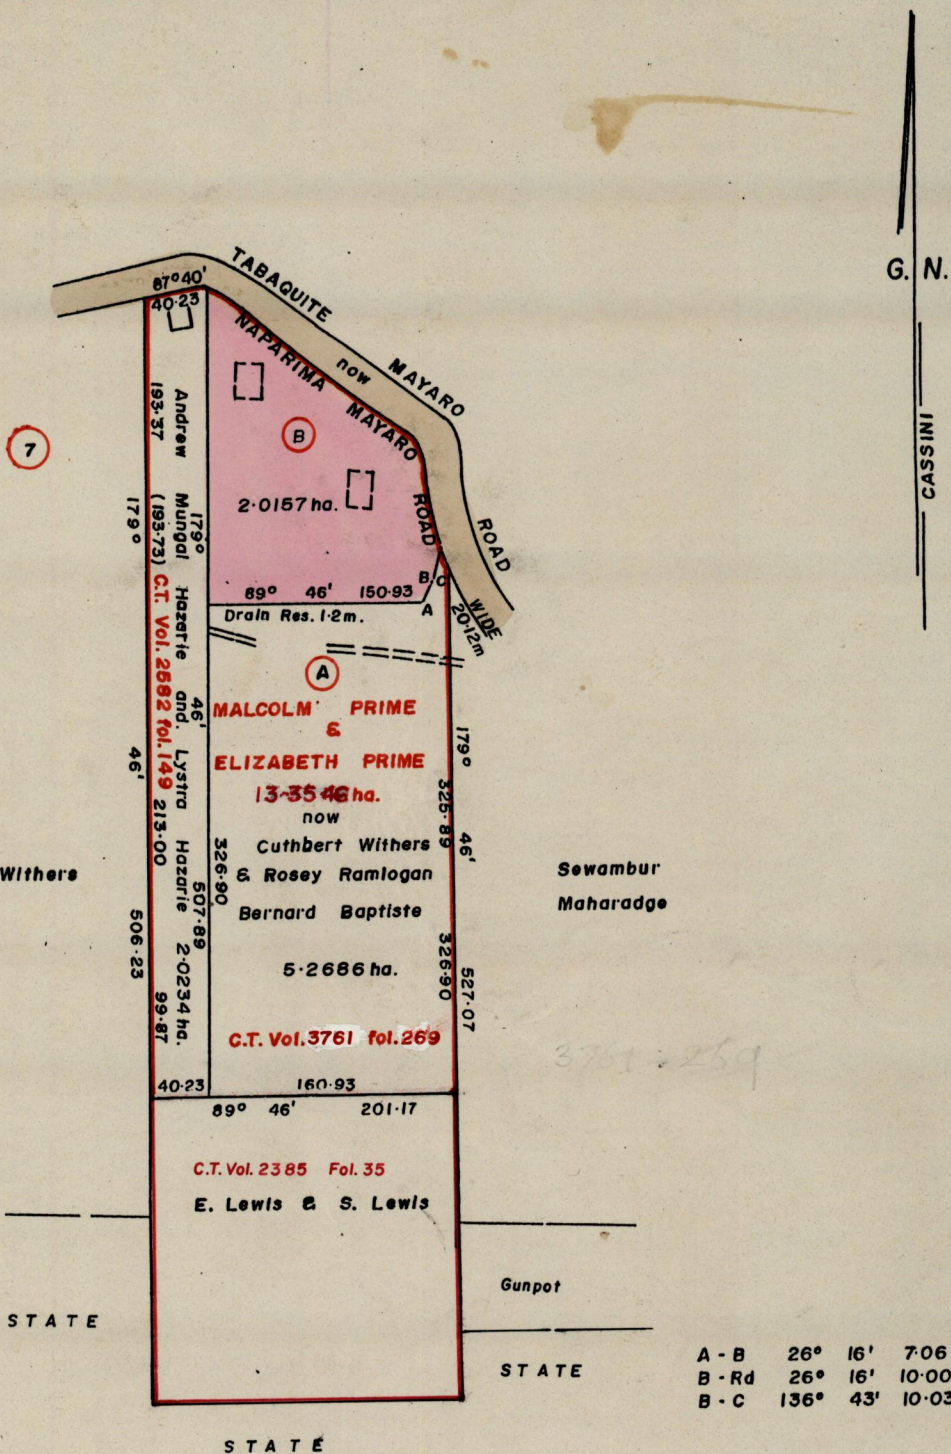 G. N.
CASSINI
TABAQUITE MAYARO ROAD
now
NAPARIMA MAYARO ROAD
WIDE
20·12m
87° 40'
40·23
7
B
2·0157 ha.
89° 46' 150·93
B C
A
Drain Res. 1·2m.
193·37
(193·73) C.T. Vol. 2582 fol. 149 213·00
99·87
Andrew Mungal Hazarie and. Lystra Hazarie 2·0234 ha.
179° 46' 506·23
179° 46' 507·89
326·90
A
MALCOLM PRIME
&
ELIZABETH PRIME
13·3546 ha.
now
Cuthbert Withers
& Rosey Ramlogan
Bernard Baptiste
5·2686 ha.
C.T. Vol. 3761 fol. 269
179° 46' 527·07
325·89
326·90
Withers
Sewambur
Maharadge
40·23
160·93
89° 46' 201·17
C.T. Vol. 2385 Fol. 35
E. Lewis & S. Lewis
Gunpot
STATE
STATE
STATE
A - B 26° 16' 7·06
B - Rd 26° 16' 10·00
B - C 136° 43' 10·03